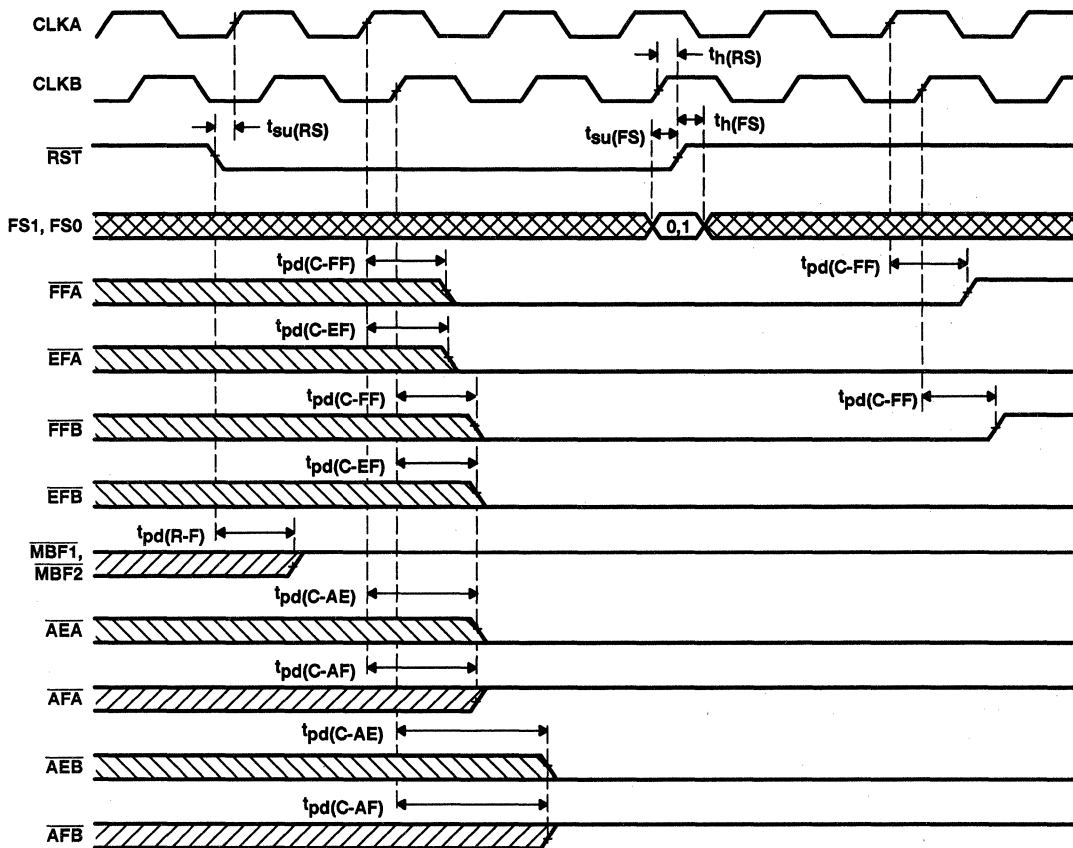 CLKA
th(RS)
CLKB
tsu(RS)
tsu(FS)
th(FS)
RST
FS1, FS0
0,1
tpd(C-FF)
tpd(C-FF)
FFA
tpd(C-EF)
EFA
tpd(C-FF)
tpd(C-FF)
FFB
tpd(C-EF)
EFB
tpd(R-F)
MBF1,
MBF2
tpd(C-AE)
AEA
tpd(C-AF)
AFA
tpd(C-AE)
AEB
tpd(C-AF)
AFB